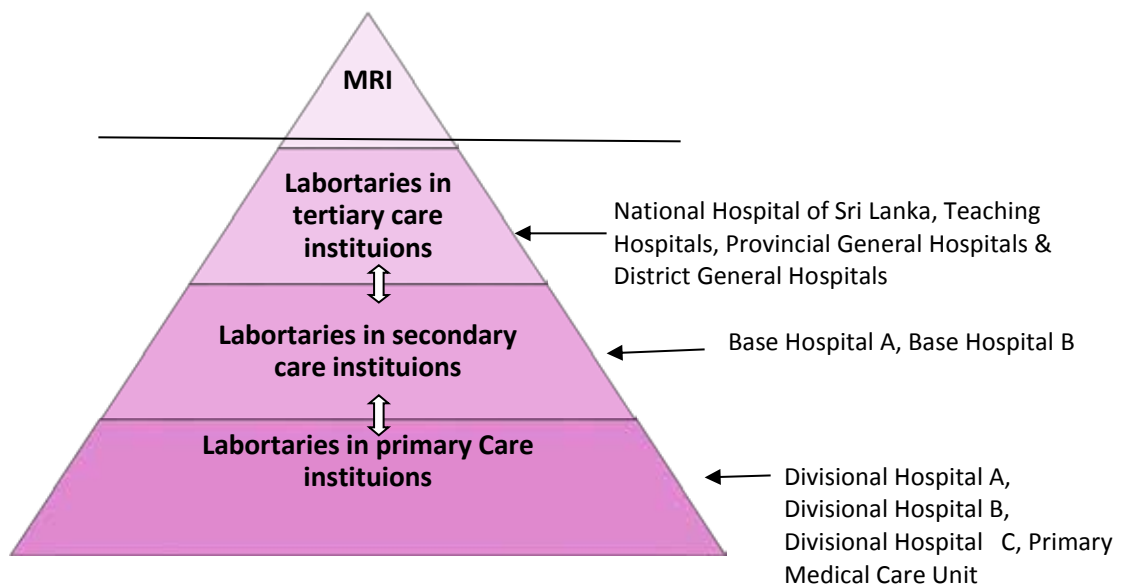 MRI
Labortaries in
tertiary care
instituions
National Hospital of Sri Lanka, Teaching
Hospitals, Provincial General Hospitals &
District General Hospitals
Labortaries in secondary
care instituions
Base Hospital A, Base Hospital B
Labortaries in primary Care
instituions
Divisional Hospital A,
Divisional Hospital B,
Divisional Hospital C, Primary
Medical Care Unit